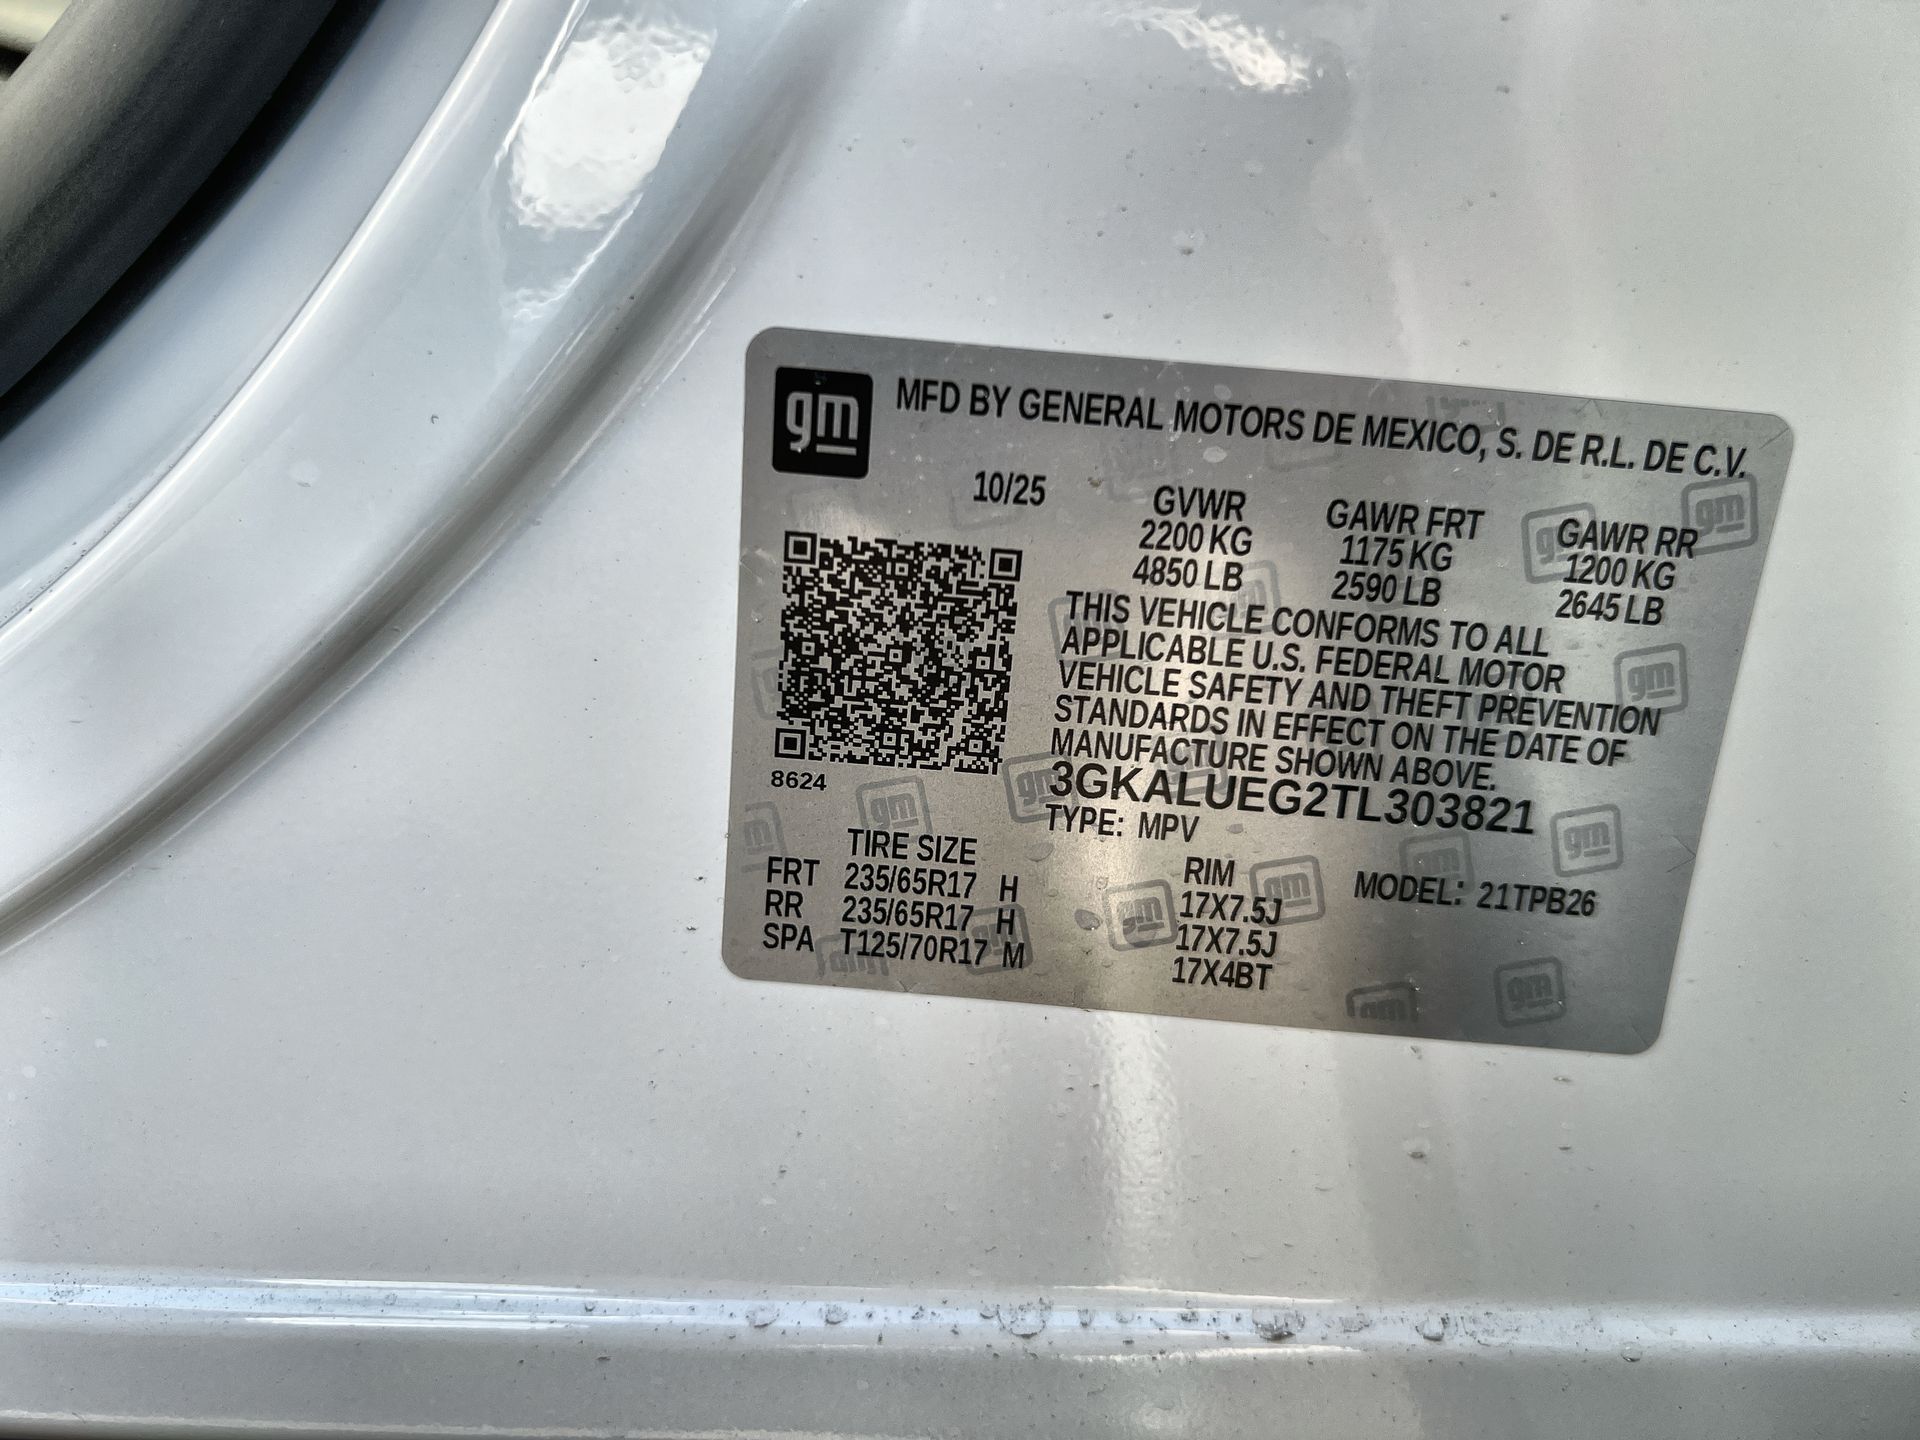 gm MFD BY GENERAL MOTORS DE MEXICO, S. DE R.L. DE C.V.
10/25
GVWR GAWR FRT GAWR RR
2200 KG 1175 KG 1200 KG
4850 LB 2590 LB 2645 LB
THIS VEHICLE CONFORMS TO ALL
APPLICABLE U.S. FEDERAL MOTOR
VEHICLE SAFETY AND THEFT PREVENTION
STANDARDS IN EFFECT ON THE DATE OF
MANUFACTURE SHOWN ABOVE.
8624
3GKALUEG2TL303821
TYPE: MPV
TIRE SIZE RIM MODEL: 21TPB26
FRT 235/65R17 H 17X7.5J
RR 235/65R17 H 17X7.5J
SPA T125/70R17 M 17X4BT